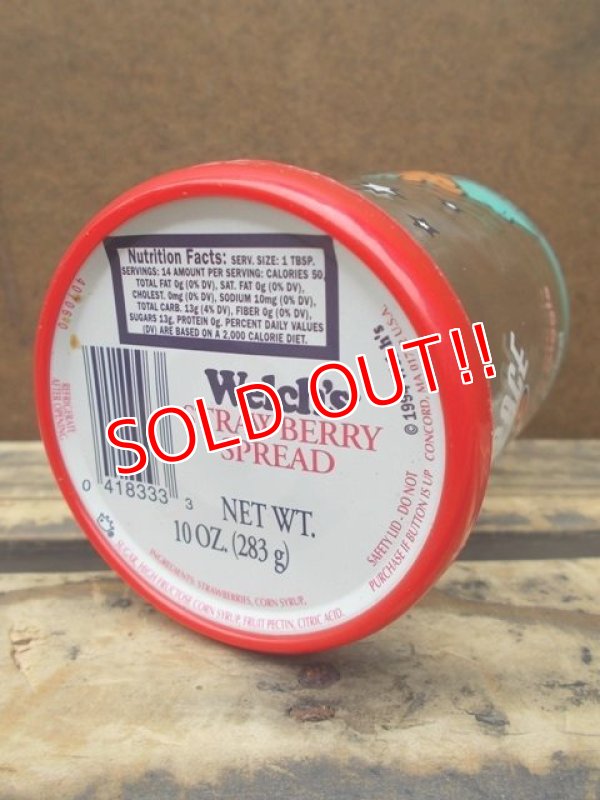 Nutrition Facts: SERV. SIZE: 1 TBSP.
SERVINGS: 14 AMOUNT PER SERVING: CALORIES 50,
TOTAL FAT 0g (0% DV), SAT. FAT 0g (0% DV),
CHOLEST. 0mg (0% DV), SODIUM 10mg (0% DV),
TOTAL CARB. 13g (4% DV), FIBER 0g (0% DV),
SUGARS 13g, PROTEIN 0g. PERCENT DAILY VALUES
(DV) ARE BASED ON A 2,000 CALORIE DIET.
REFRIGERATE
AFTER OPENING
Welch's
STRAWBERRY
SPREAD
SOLD OUT!!
0 418333 3
NET WT.
10 OZ. (283 g)
INGREDIENTS: STRAWBERRIES, CORN SYRUP,
SUGAR, HIGH FRUCTOSE CORN SYRUP, FRUIT PECTIN, CITRIC ACID.
SAFETY LID - DO NOT
PURCHASE IF BUTTON IS UP
CONCORD, MA U.S.A.